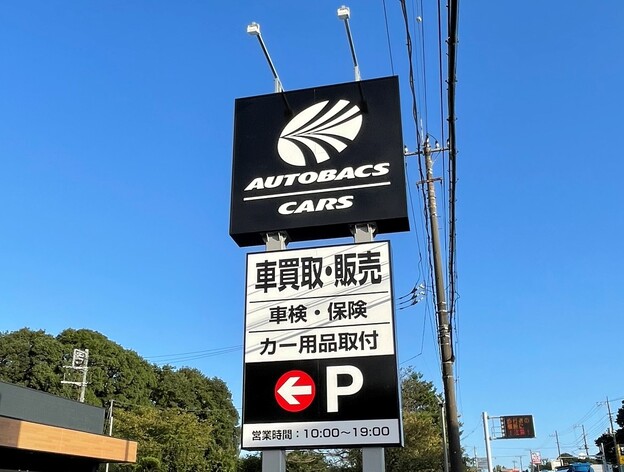 AUTOBACS
CARS
車買取・販売
車検・保険
カー用品取付
P
営業時間：10:00～19:00